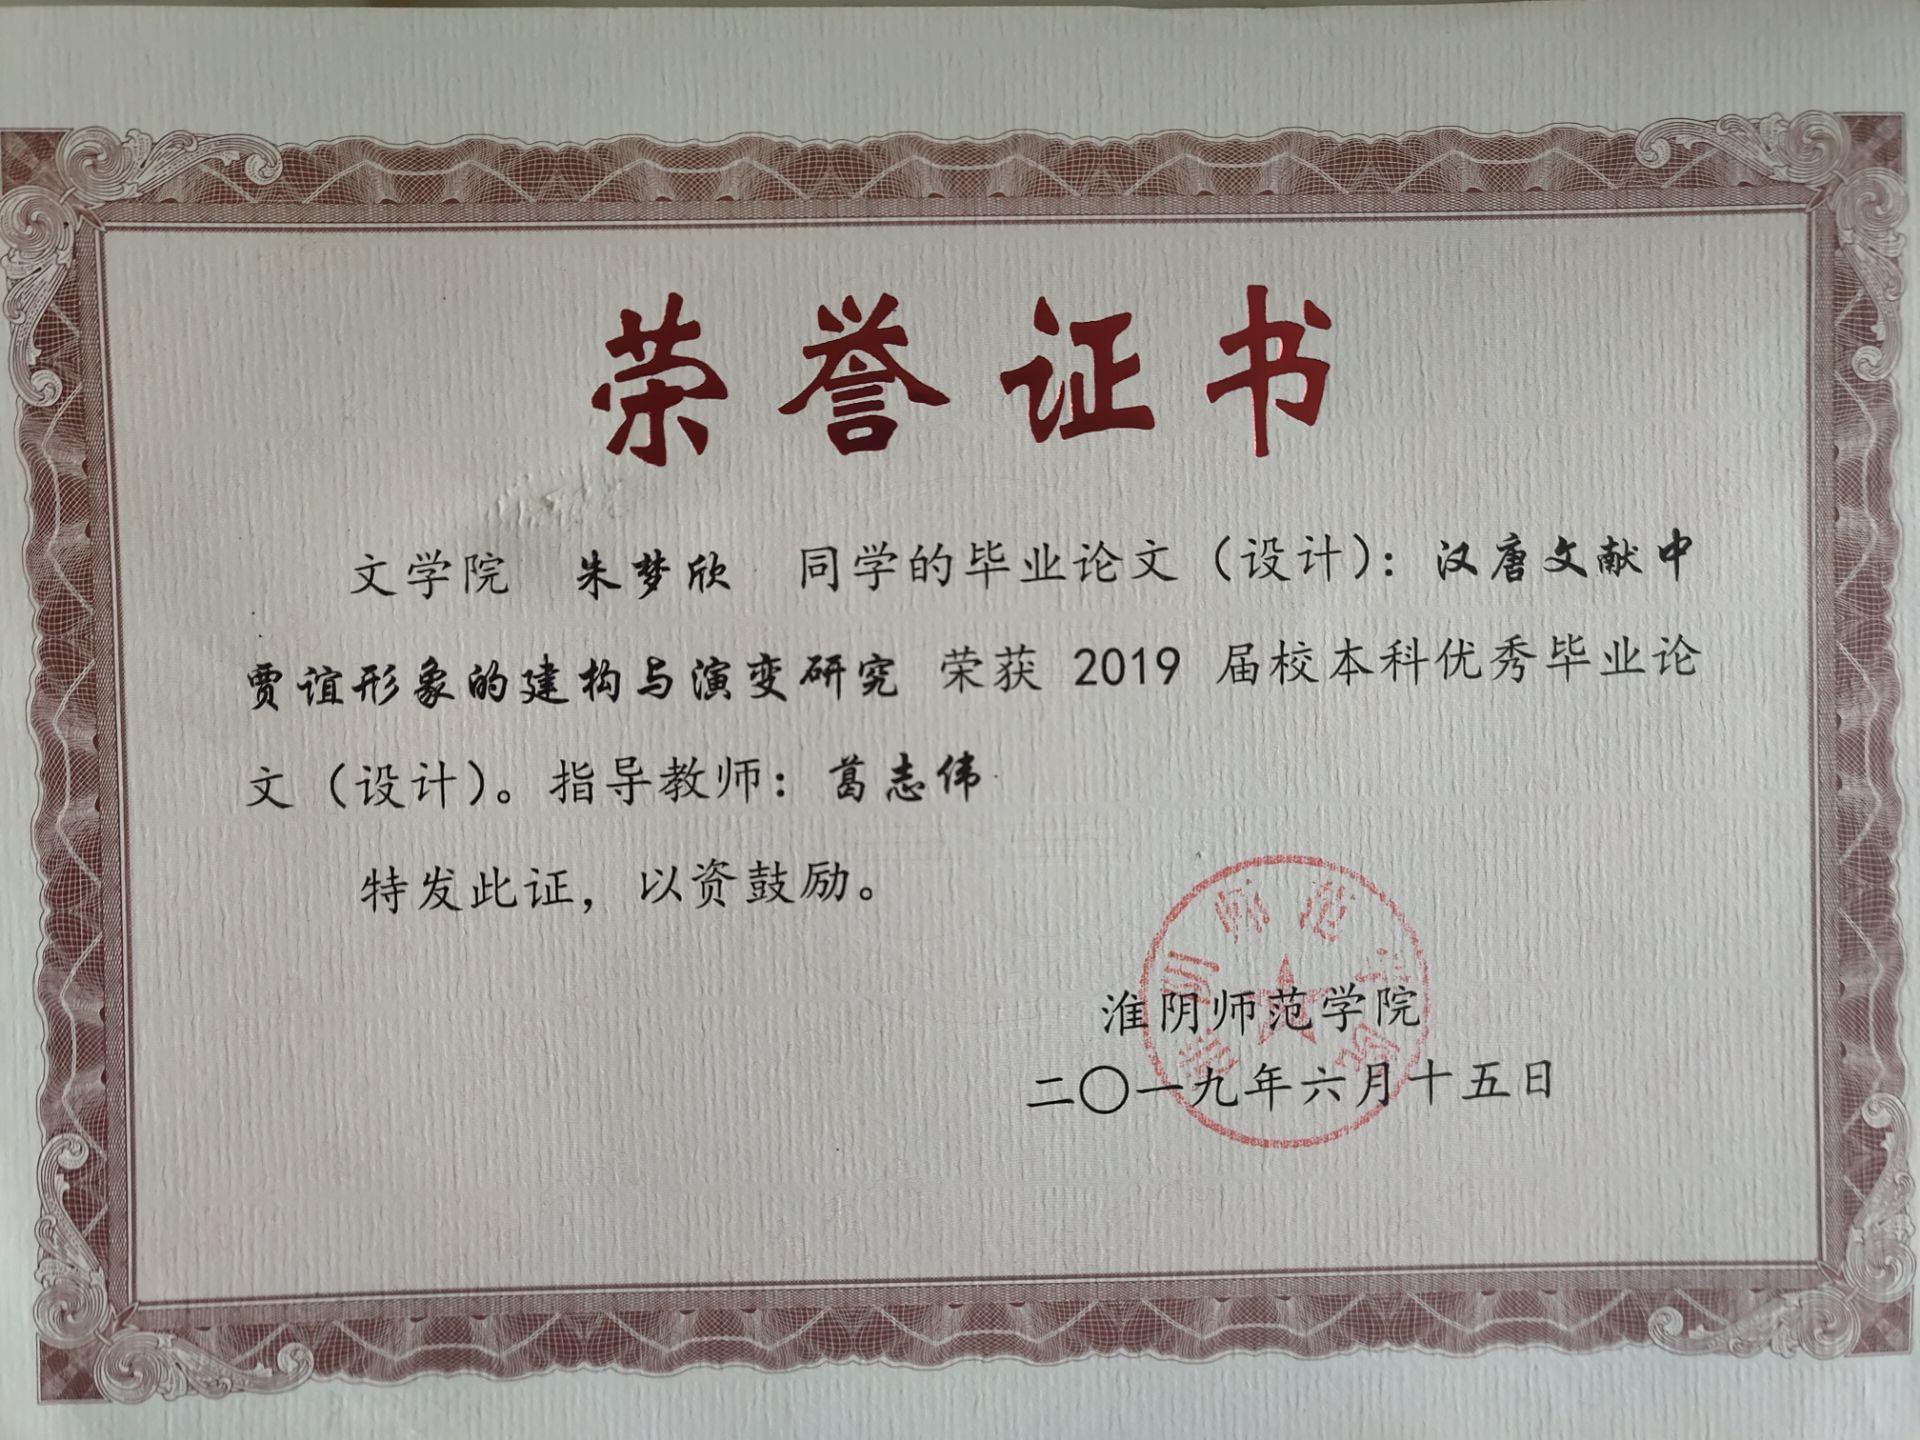 荣誉证书
文学院 朱梦欣 同学的毕业论文（设计）：汉唐文献中
贾谊形象的建构与演变研究 荣获 2019 届校本科优秀毕业论
文（设计）。指导教师：葛志伟
特发此证，以资鼓励。
淮阴师范学院
二〇一九年六月十五日